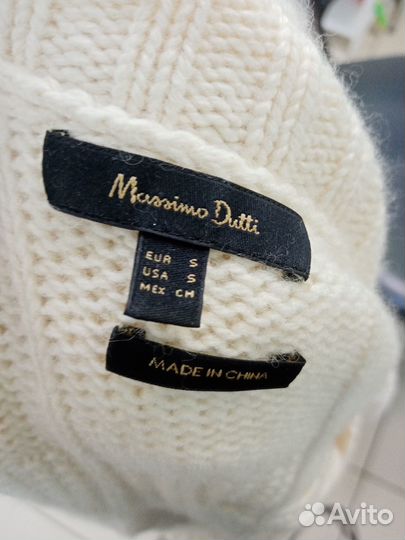 Massimo Dutti
EUR S
USA S
MEX CH
MADE IN CHINA
Avito